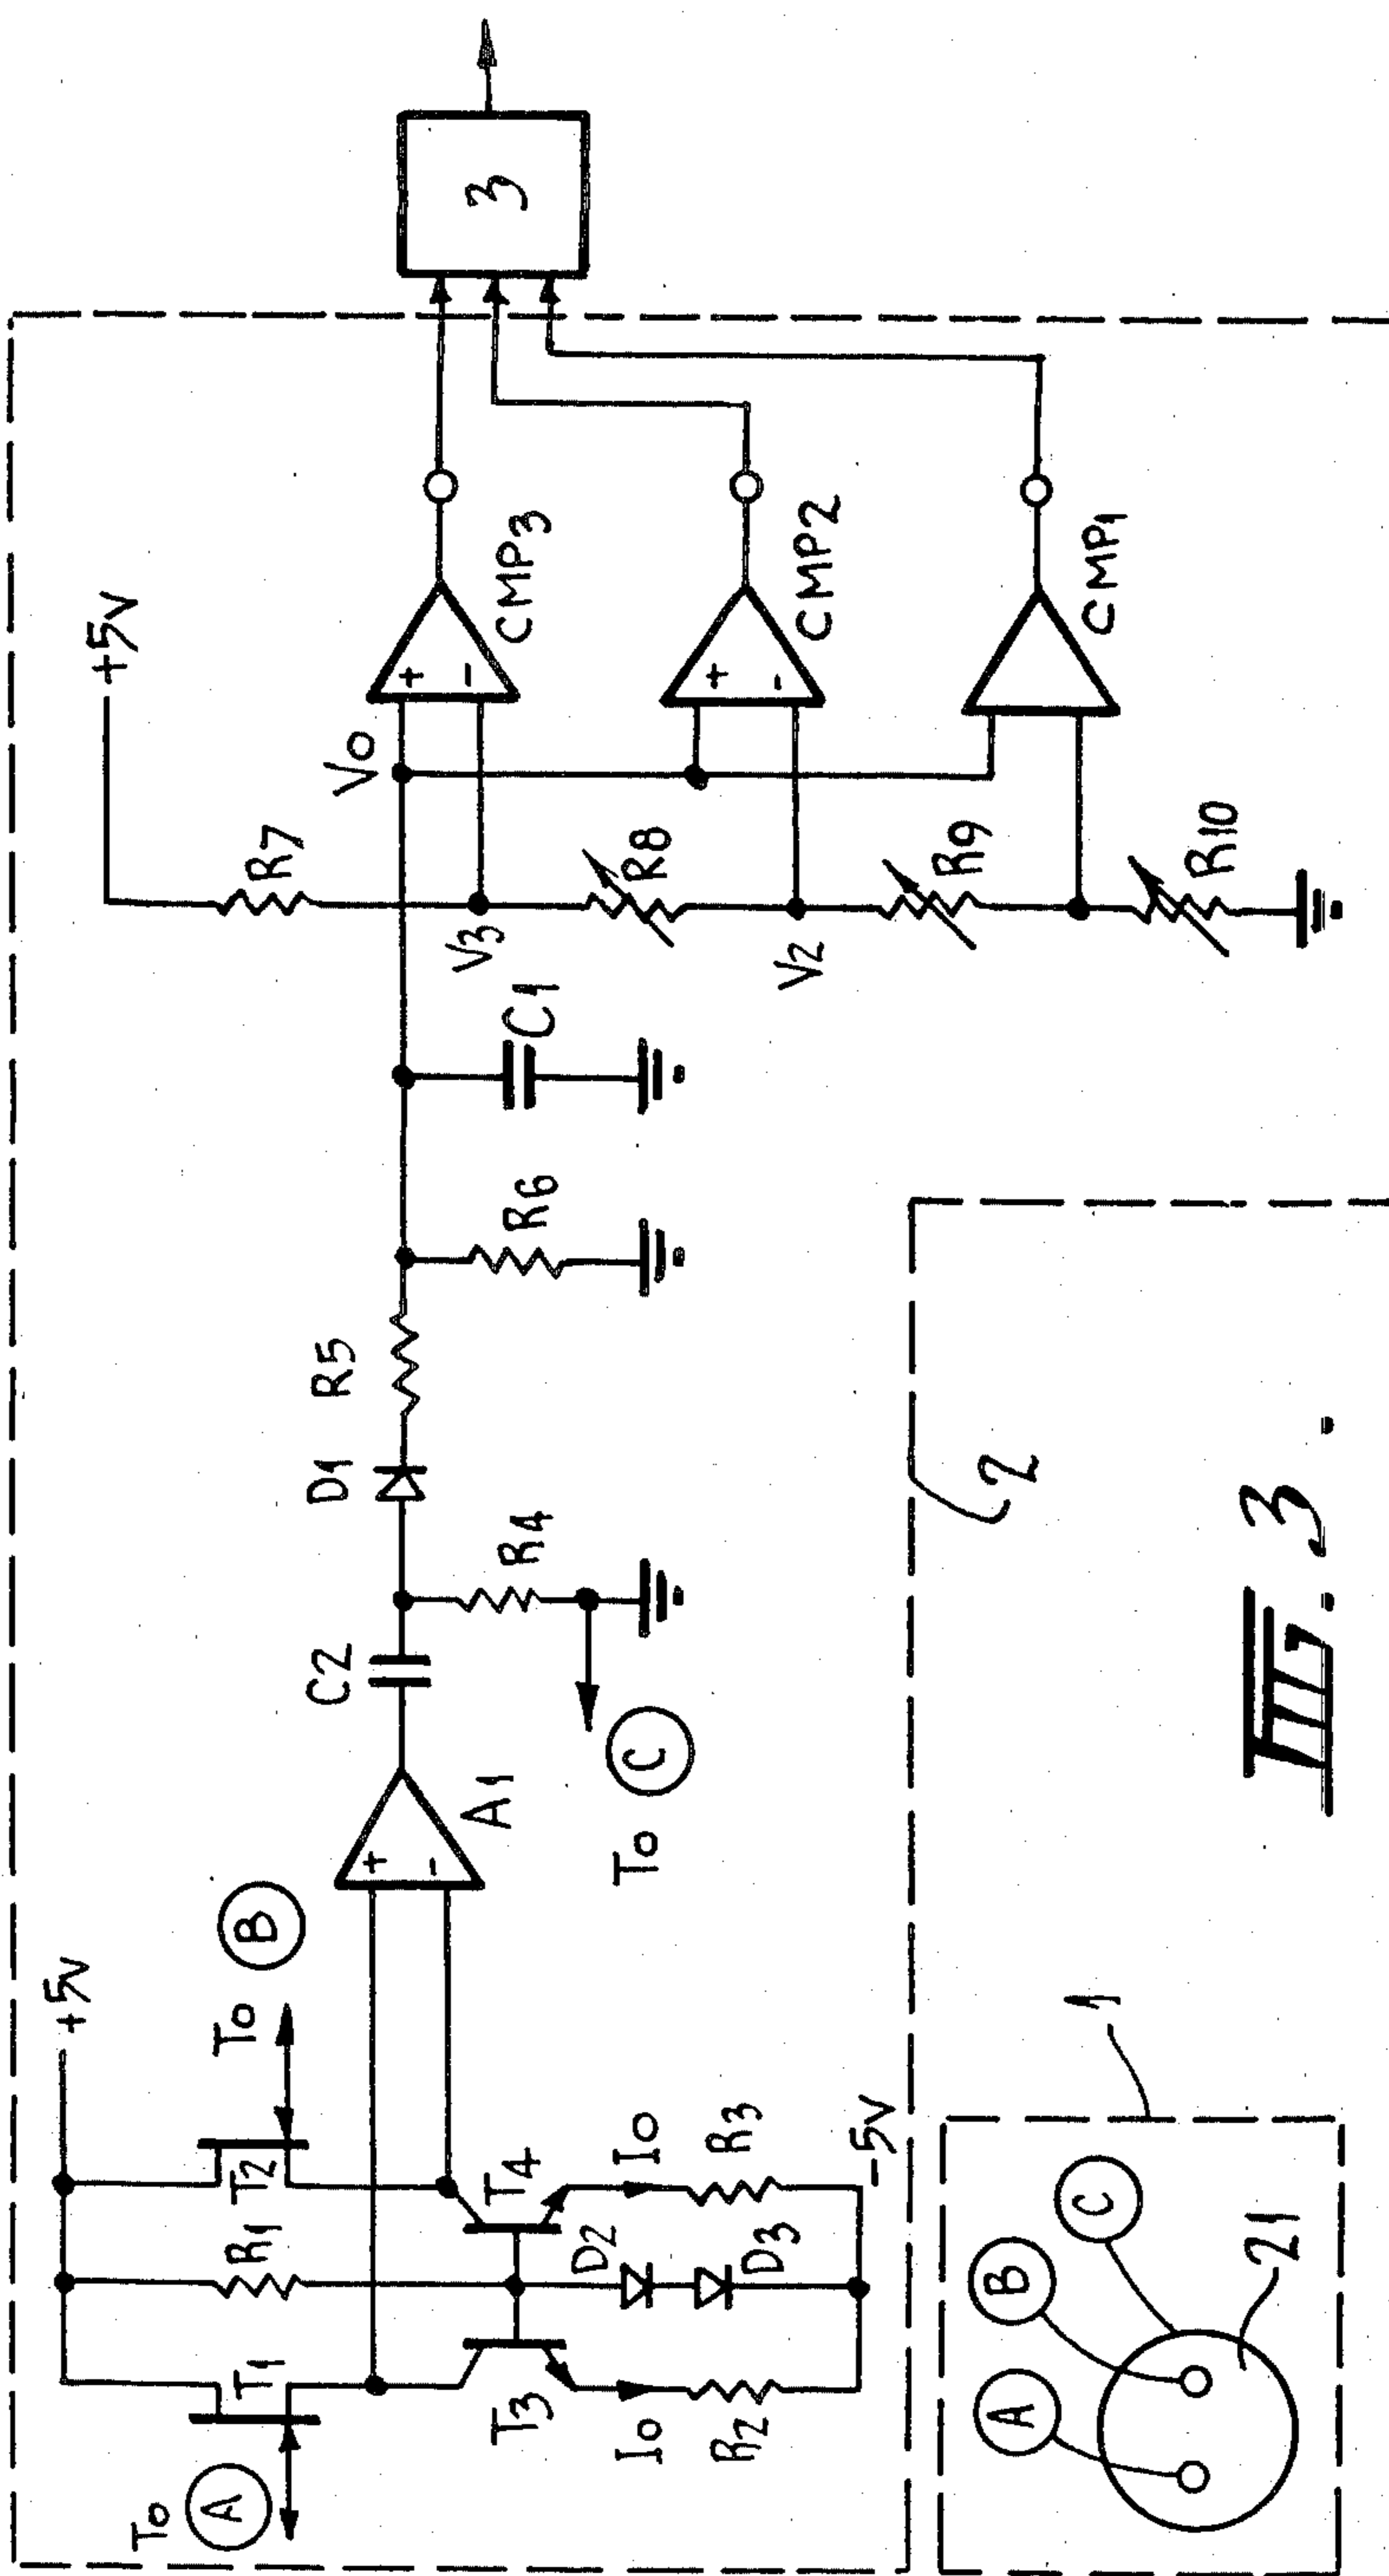 +5V
+5V
To
A
T1
R1
T2
To
B
T3
T4
Io
Io
D2
D3
R2
R3
-5V
+
-
A1
C2
R4
To
C
D1
R5
R6
C1
R7
V0
V3
R8
V2
R9
R10
+
-
CMP3
+
-
CMP2
CMP1
3
2
1
A
B
C
21
III. 3.